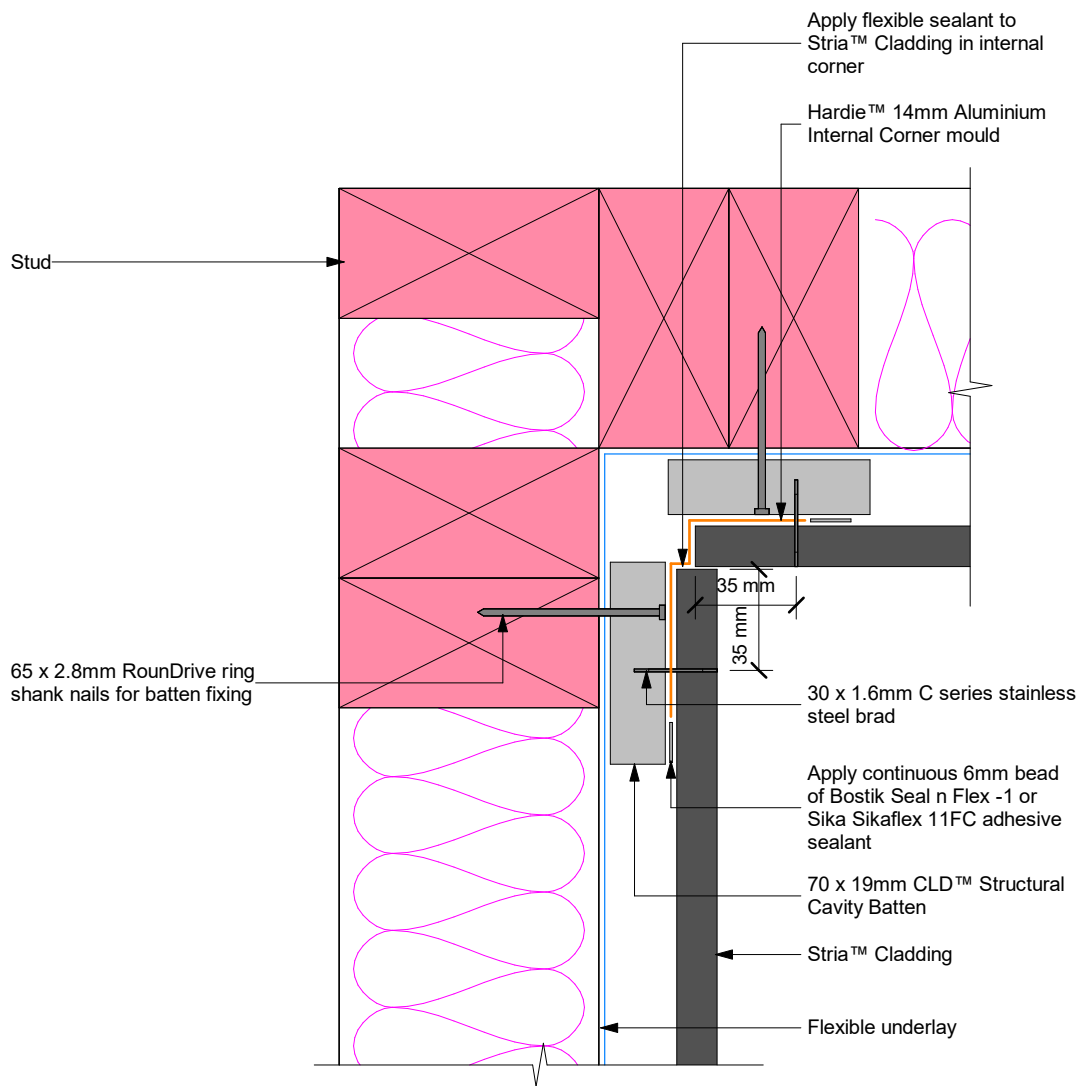 Apply flexible sealant to
Stria™ Cladding in internal
corner
Hardie™ 14mm Aluminium
Internal Corner mould
Stud
35 mm
35 mm
65 x 2.8mm RounDrive ring
shank nails for batten fixing
30 x 1.6mm C series stainless
steel brad
Apply continuous 6mm bead
of Bostik Seal n Flex -1 or
Sika Sikaflex 11FC adhesive
sealant
70 x 19mm CLD™ Structural
Cavity Batten
Stria™ Cladding
Flexible underlay